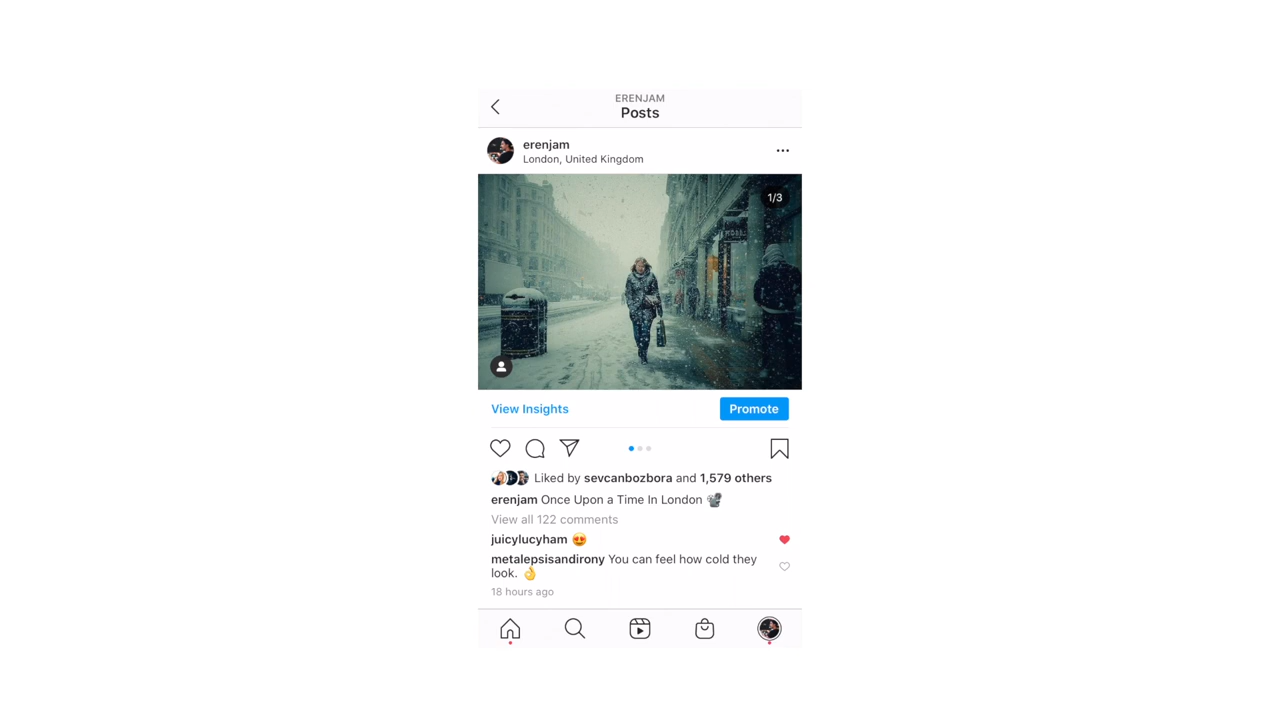 ERENJAM
Posts
erenjam
London, United Kingdom
1/3
View Insights
Promote
Liked by sevcanbozbora and 1,579 others
erenjam Once Upon a Time In London 📽️
View all 122 comments
juicylucyham 😍
metalepsisandirony You can feel how cold they
look. 👌
18 hours ago